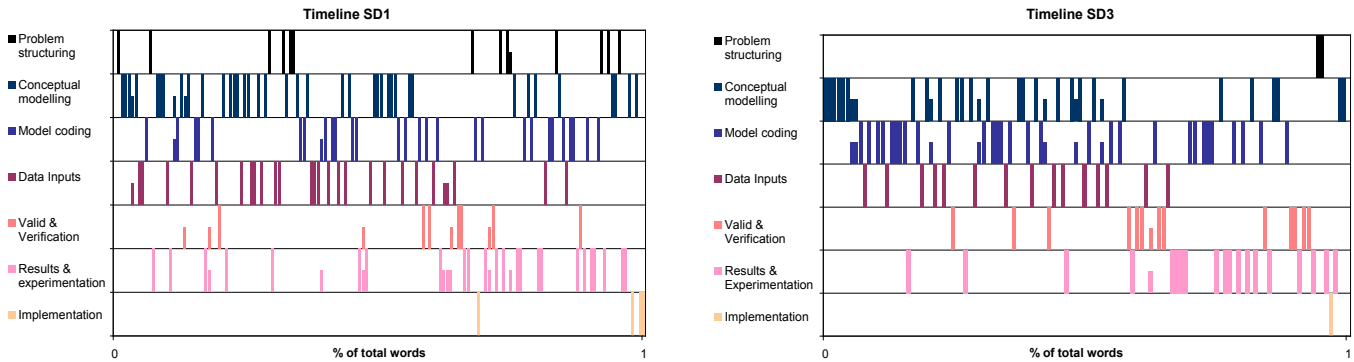 Timeline SD1
Problem
structuring
Conceptual
modelling
Model coding
Data Inputs
Valid &
Verification
Results &
experimentation
Implementation
0
% of total words
1
Timeline SD3
Problem
structuring
Conceptual
modelling
Model coding
Data Inputs
Valid &
Verification
Results &
Experimentation
Implementation
0
% of total words
1